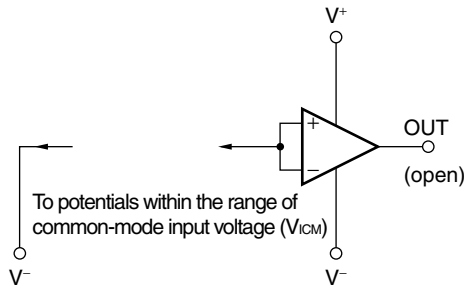 V⁺
+
OUT
−
(open)
To potentials within the range of
common-mode input voltage (VICM)
V⁻
V⁻